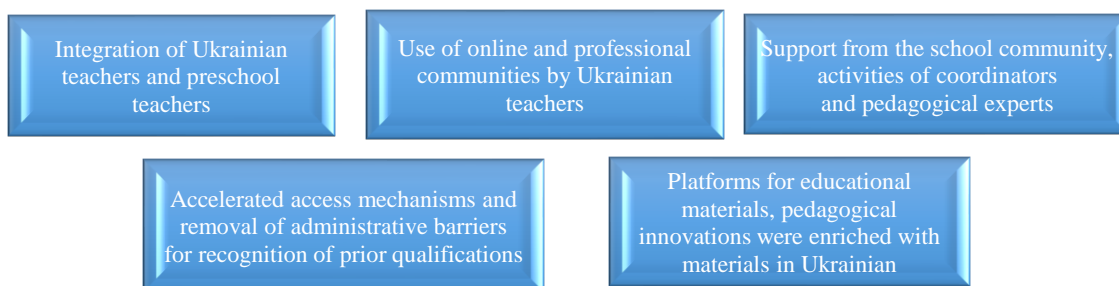 Integration of Ukrainian
teachers and preschool
teachers
Use of online and professional
communities by Ukrainian
teachers
Support from the school community,
activities of coordinators
and pedagogical experts
Accelerated access mechanisms and
removal of administrative barriers
for recognition of prior qualifications
Platforms for educational
materials, pedagogical
innovations were enriched with
materials in Ukrainian